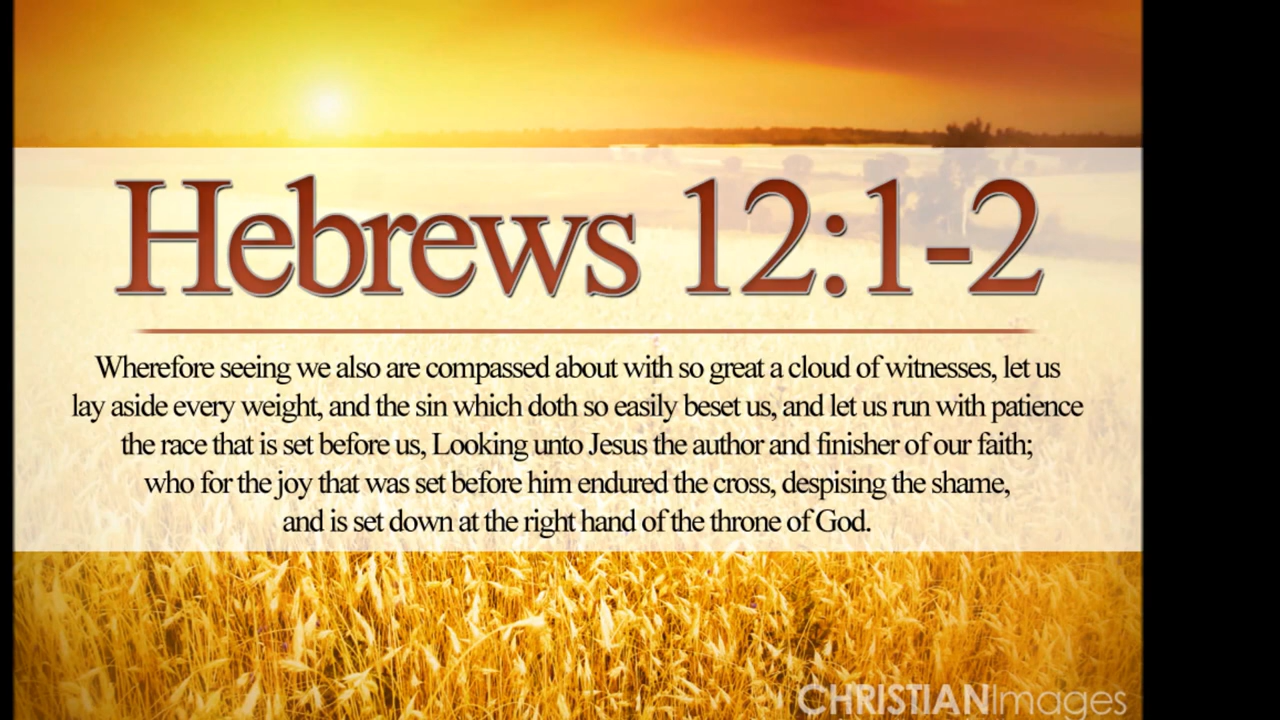 Hebrews 12:1-2
Wherefore seeing we also are compassed about with so great a cloud of witnesses, let us
lay aside every weight, and the sin which doth so easily beset us, and let us run with patience
the race that is set before us, Looking unto Jesus the author and finisher of our faith;
who for the joy that was set before him endured the cross, despising the shame,
and is set down at the right hand of the throne of God.
CHRISTIANImages